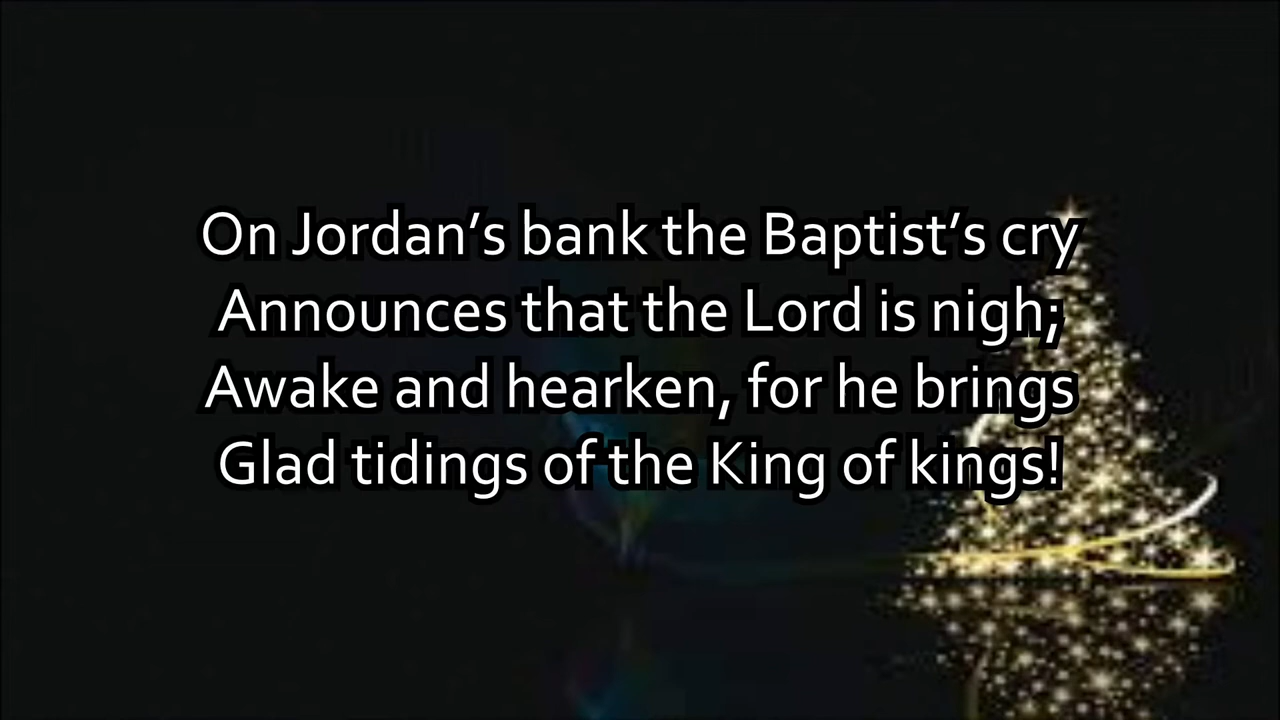 On Jordan’s bank the Baptist’s cry
Announces that the Lord is nigh;
Awake and hearken, for he brings
Glad tidings of the King of kings!